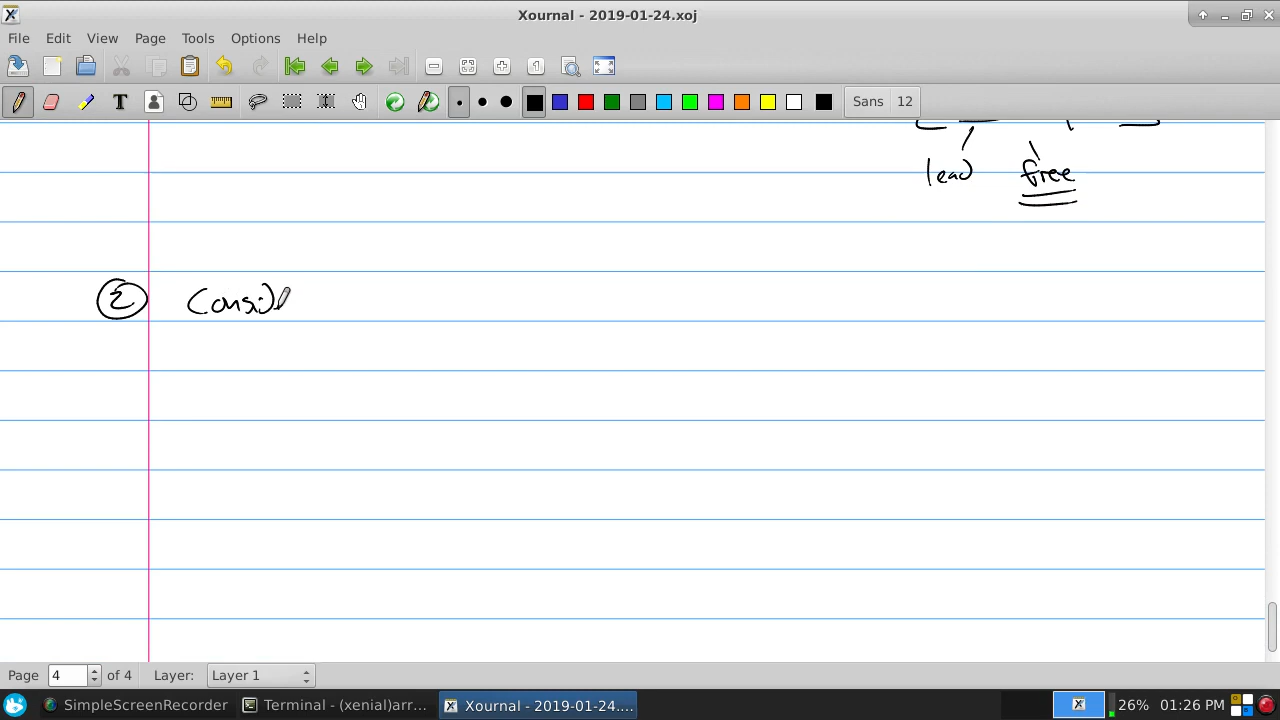 Xournal - 2019-01-24.xoj
File Edit View Page Tools Options Help
Sans 12
lead free
② Consid
Page 4 of 4 Layer: Layer 1
SimpleScreenRecorder Terminal - (xenial)arr... Xournal - 2019-01-24.... 26% 01:26 PM